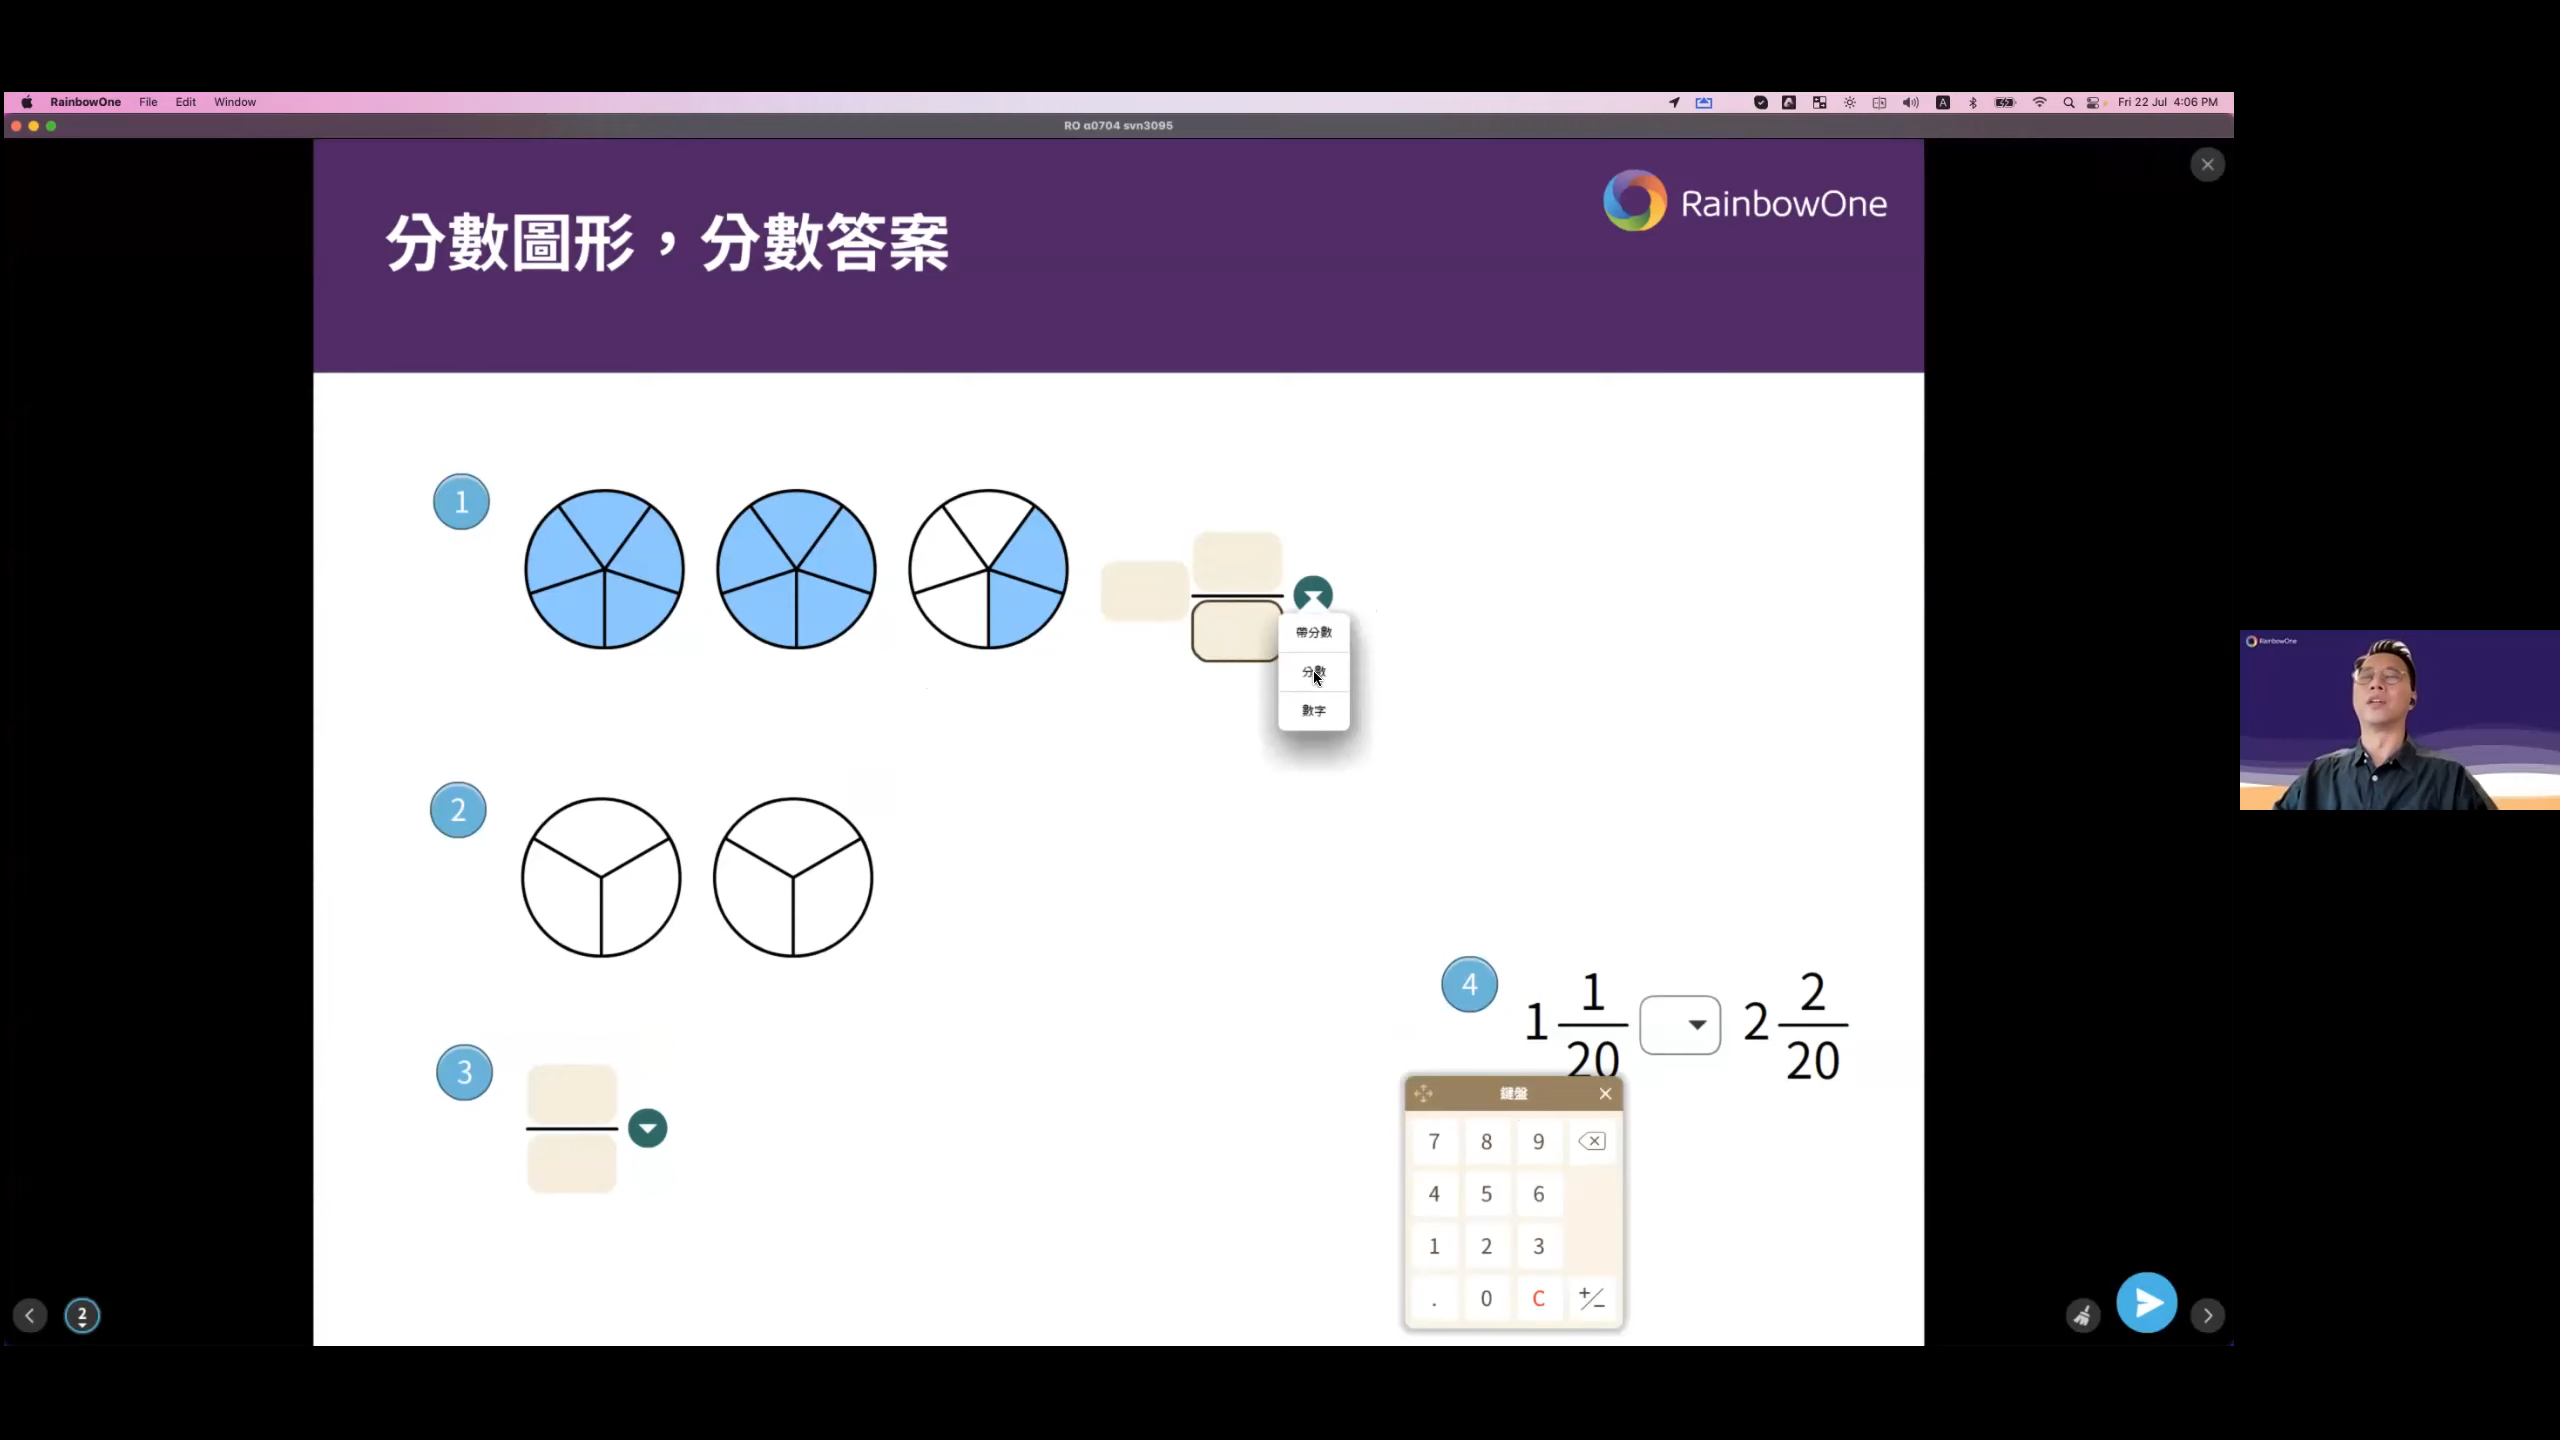 RainbowOne File Edit Window
A
Fri 22 Jul 4:06 PM
RO a0704 svn3095
RainbowOne
分數圖形，分數答案
1
帶分數
分數
數字
RainbowOne
2
4
1 1/20
2 2/20
3
鍵盤
7 8 9
4 5 6
1 2 3
. 0 C +/−
2